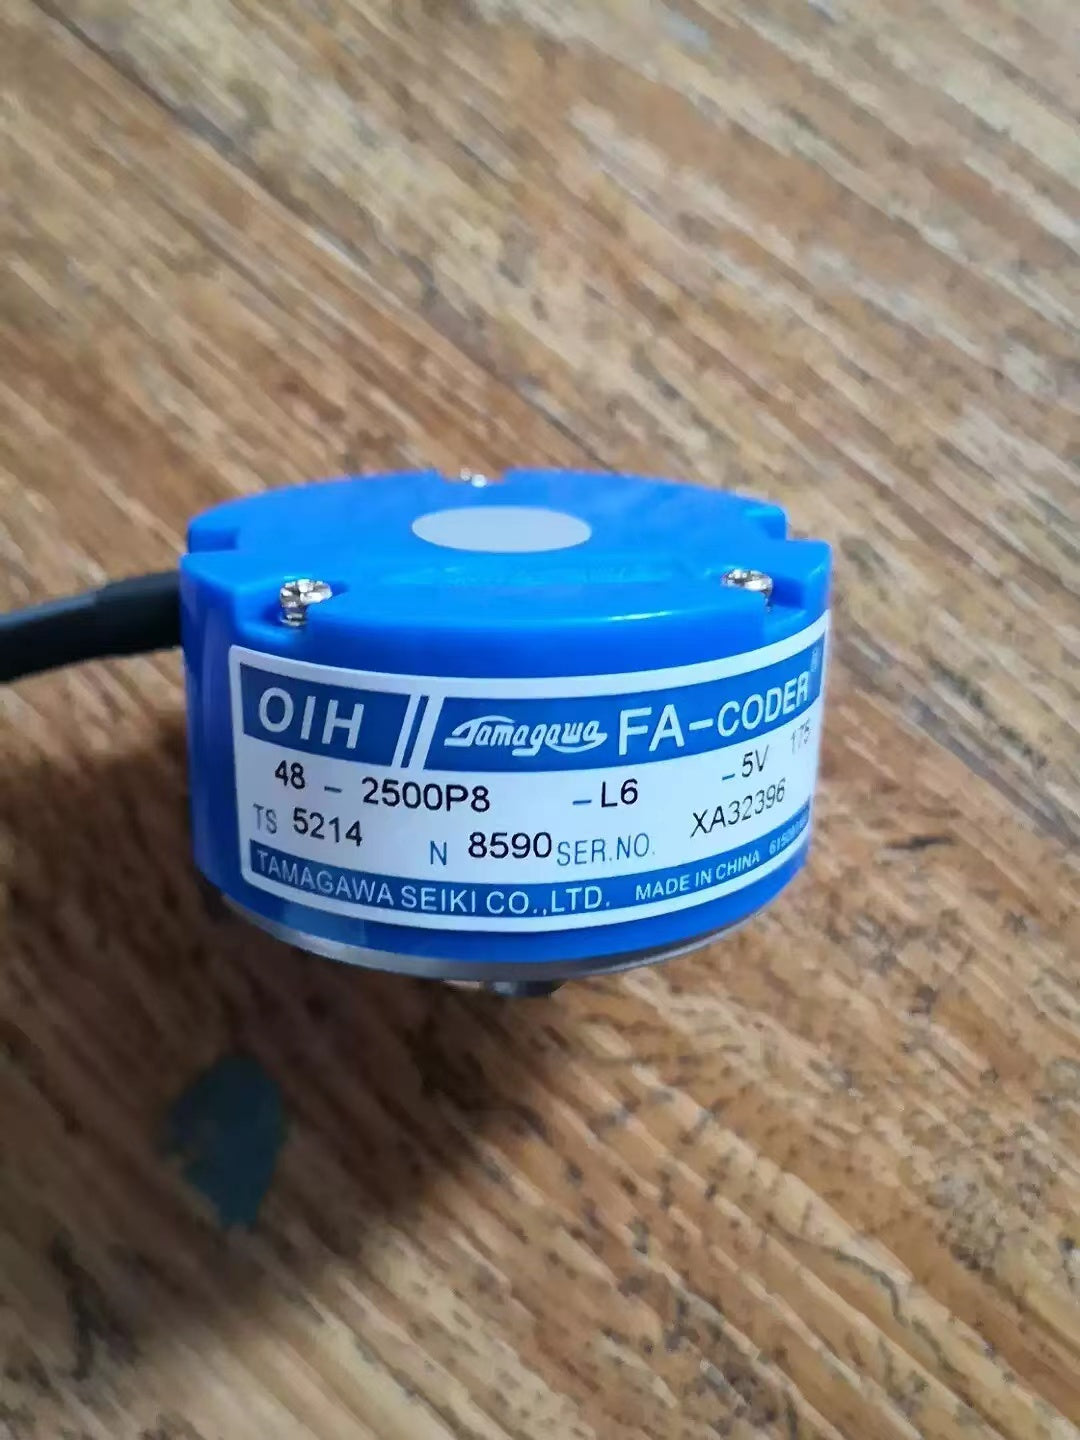 OIH // Tamagawa FA-CODER
48 - 2500P8 - L6 - 5V 175
TS 5214 N 8590 SER.NO. XA32396
TAMAGAWA SEIKI CO.,LTD. MADE IN CHINA